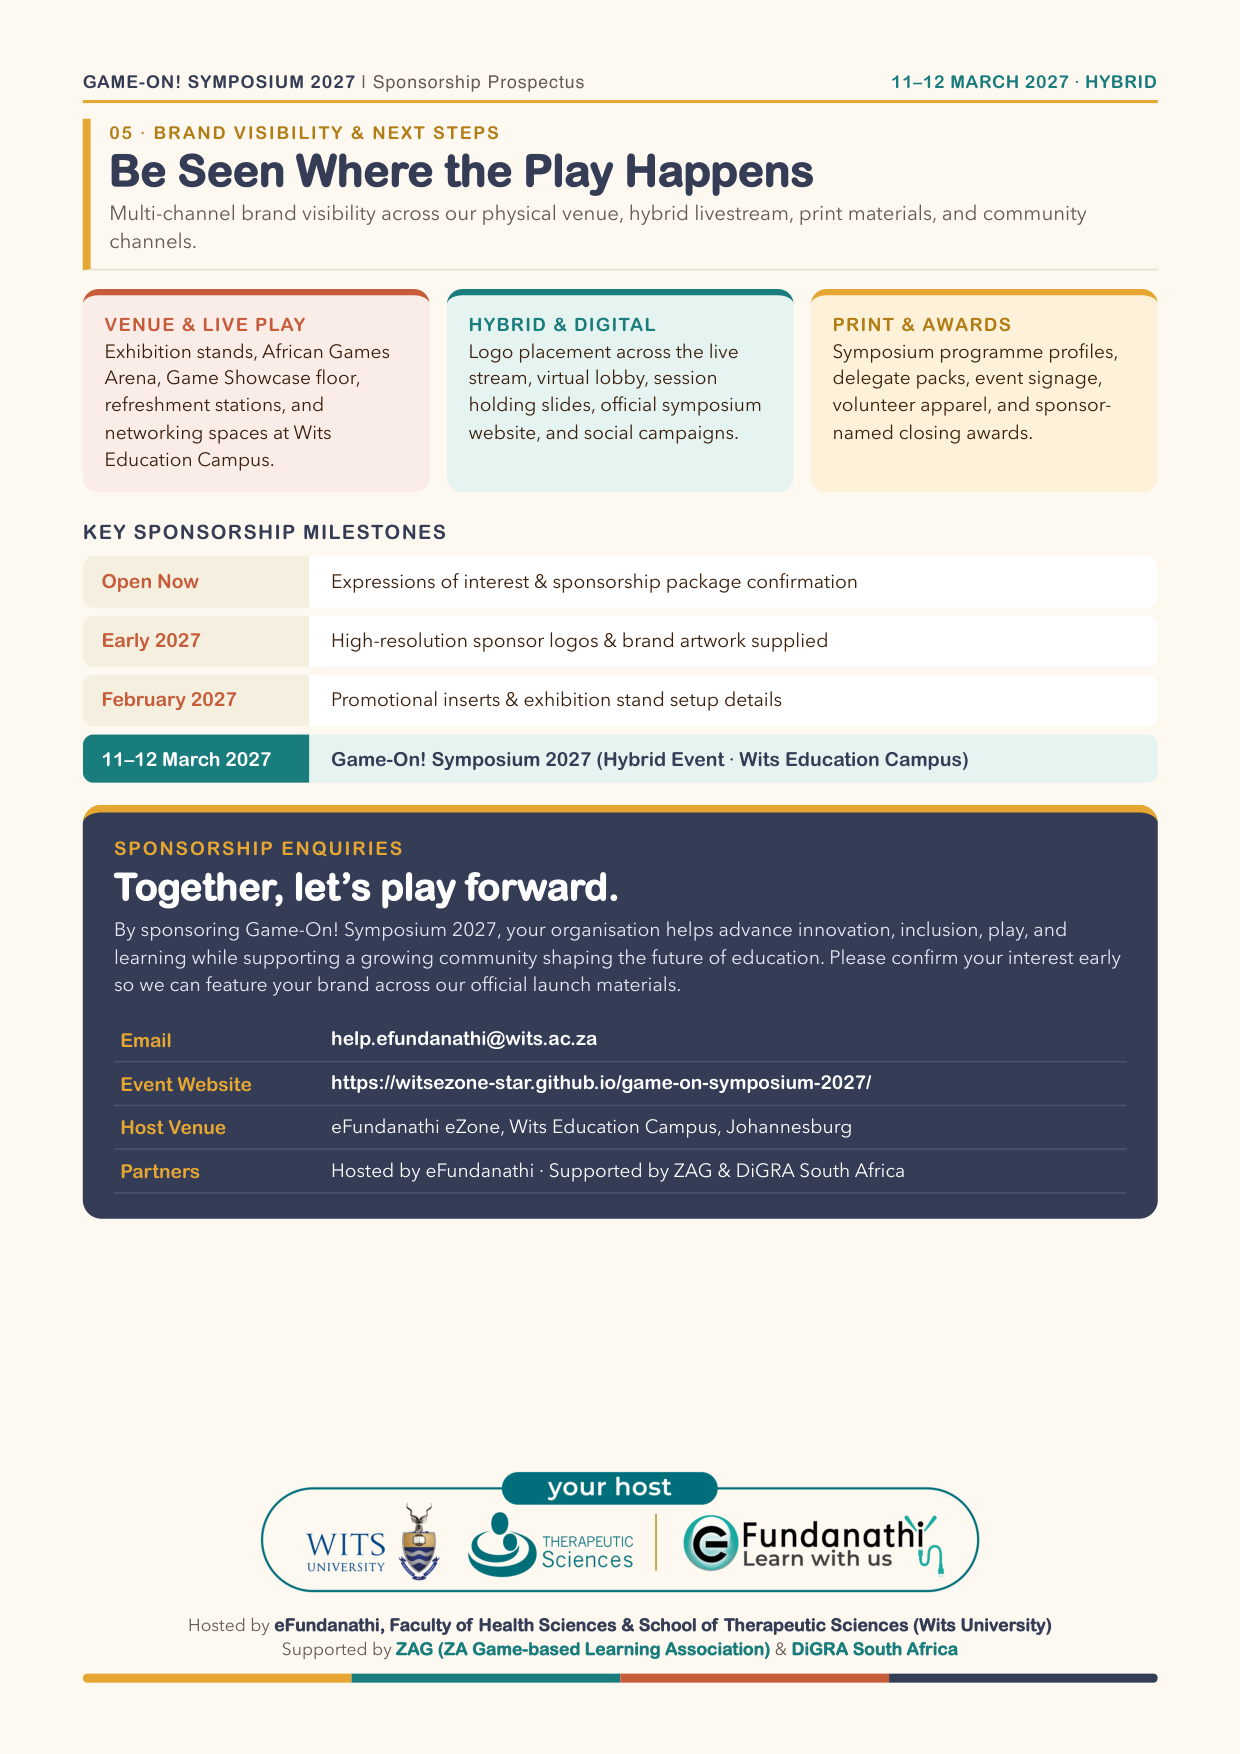 GAME-ON! SYMPOSIUM 2027 | Sponsorship Prospectus
11–12 MARCH 2027 · HYBRID
05 · BRAND VISIBILITY & NEXT STEPS
Be Seen Where the Play Happens
Multi-channel brand visibility across our physical venue, hybrid livestream, print materials, and community
channels.
VENUE & LIVE PLAY
Exhibition stands, African Games
Arena, Game Showcase floor,
refreshment stations, and
networking spaces at Wits
Education Campus.
HYBRID & DIGITAL
Logo placement across the live
stream, virtual lobby, session
holding slides, official symposium
website, and social campaigns.
PRINT & AWARDS
Symposium programme profiles,
delegate packs, event signage,
volunteer apparel, and sponsor-
named closing awards.
KEY SPONSORSHIP MILESTONES
Open Now
Expressions of interest & sponsorship package confirmation
Early 2027
High-resolution sponsor logos & brand artwork supplied
February 2027
Promotional inserts & exhibition stand setup details
11–12 March 2027
Game-On! Symposium 2027 (Hybrid Event · Wits Education Campus)
SPONSORSHIP ENQUIRIES
Together, let’s play forward.
By sponsoring Game-On! Symposium 2027, your organisation helps advance innovation, inclusion, play, and
learning while supporting a growing community shaping the future of education. Please confirm your interest early
so we can feature your brand across our official launch materials.
Email
help.efundanathi@wits.ac.za
Event Website
https://witsezone-star.github.io/game-on-symposium-2027/
Host Venue
eFundanathi eZone, Wits Education Campus, Johannesburg
Partners
Hosted by eFundanathi · Supported by ZAG & DiGRA South Africa
your host
WITS
UNIVERSITY
THERAPEUTIC
Sciences
eFundanathi
Learn with us
Hosted by eFundanathi, Faculty of Health Sciences & School of Therapeutic Sciences (Wits University)
Supported by ZAG (ZA Game-based Learning Association) & DiGRA South Africa